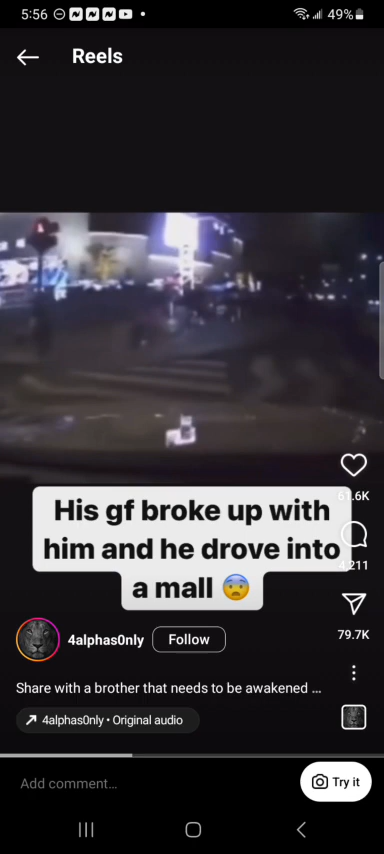 5:56
49%
Reels
His gf broke up with
him and he drove into
a mall 😨
61.6K
4,211
79.7K
4alphas0nly
Follow
Share with a brother that needs to be awakened ...
4alphas0nly • Original audio
Add comment...
Try it